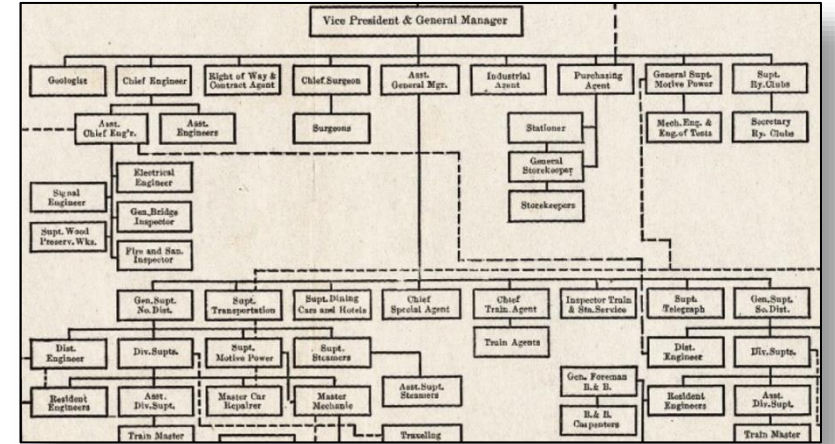 Vice President & General Manager
Geologist
Chief Engineer
Right of Way &
Contract Agent
Chief Surgeon
Asst.
General Mgr.
Industrial
Agent
Purchasing
Agent
General Supt.
Motive Power
Supt.
Ry. Clubs
Asst.
Chief Eng'r.
Asst.
Engineers
Surgeons
Stationer
Mech. Eng. &
Eng. of Tests
Secretary
Ry. Clubs
General
Storekeeper
Storekeepers
Electrical
Engineer
Signal
Engineer
Gen. Bridge
Inspector
Supt. Wood
Preserv. Wks.
Fire and San.
Inspector
Gen. Supt.
No. Dist.
Supt.
Transportation
Supt. Dining
Cars and Hotels
Chief
Special Agent
Chief
Train. Agent
Inspector Train
& Sta. Service
Supt.
Telegraph
Gen. Supt.
So. Dist.
Train Agents
Dist.
Engineer
Div. Supts.
Supt.
Motive Power
Supt.
Steamers
Dist.
Engineer
Div. Supts.
Asst. Supt.
Steamers
Gen. Foreman
B. & B.
Resident
Engineers
Asst.
Div. Supt.
Master Car
Repairer
Master
Mechanic
B. & B.
Carpenters
Resident
Engineers
Asst.
Div. Supt.
Train Master
Traveling
Train Master